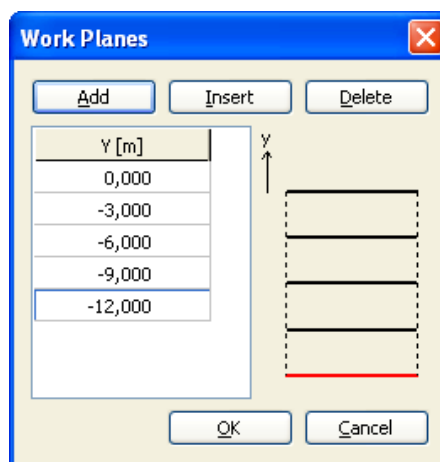 Work Planes
Add Insert Delete
Y [m]
y
0,000
-3,000
-6,000
-9,000
-12,000
OK Cancel